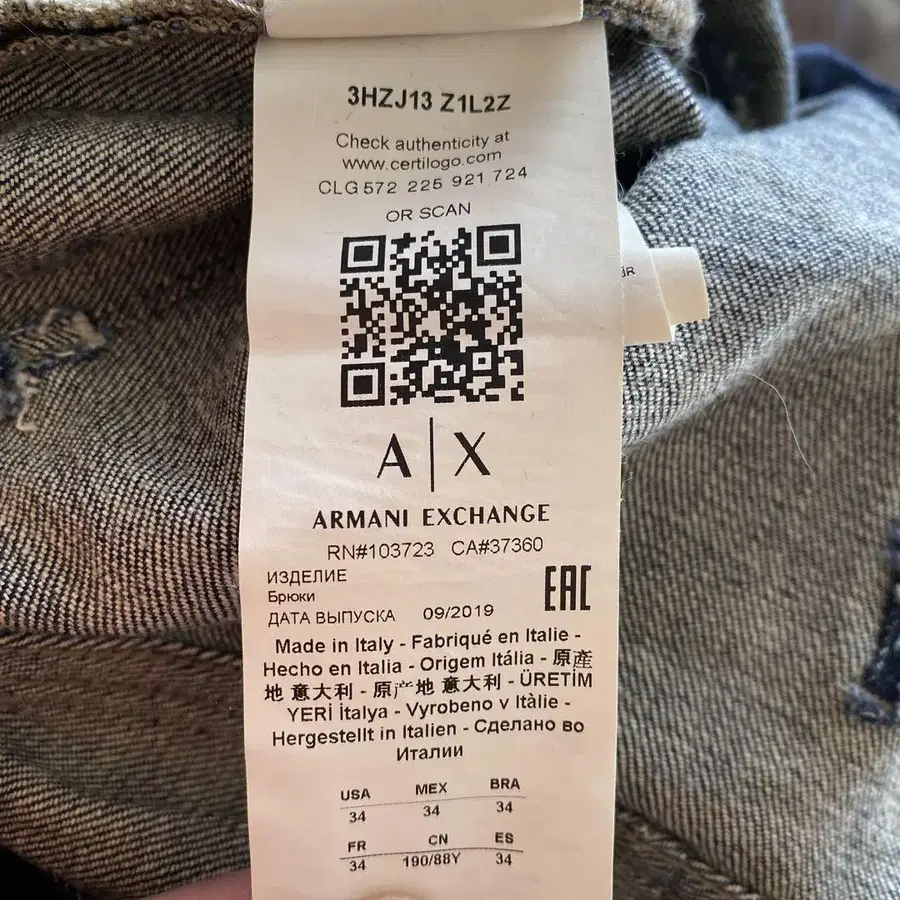 3HZJ13 Z1L2Z
Check authenticity at
www.certilogo.com
CLG 572 225 921 724
OR SCAN
A|X
ARMANI EXCHANGE
RN#103723 CA#37360
ИЗДЕЛИЕ
Брюки
EAC
ДАТА ВЫПУСКА 09/2019
Made in Italy - Fabriqué en Italie -
Hecho en Italia - Origem Itália - 原產
地 意大利 - 原产地 意大利 - ÜRETİM
YERİ İtalya - Vyrobeno v Itàlie -
Hergestellt in Italien - Сделано во
Италии
USA MEX BRA
34 34 34
FR CN ES
34 190/88Y 34